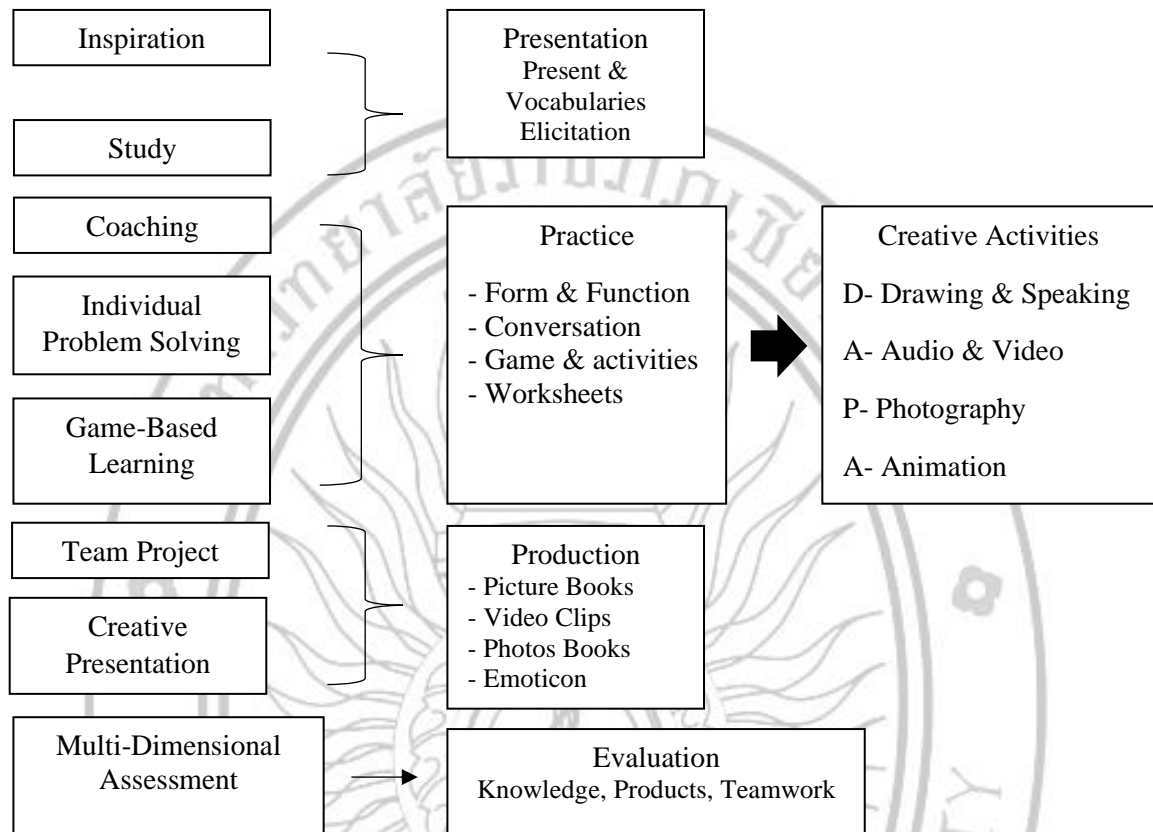 Inspiration
Study
Presentation
Present &
Vocabularies
Elicitation
Coaching
Individual
Problem Solving
Game-Based
Learning
Practice
- Form & Function
- Conversation
- Game & activities
- Worksheets
Creative Activities
D- Drawing & Speaking
A- Audio & Video
P- Photography
A- Animation
Team Project
Creative
Presentation
Production
- Picture Books
- Video Clips
- Photos Books
- Emoticon
Multi-Dimensional
Assessment
Evaluation
Knowledge, Products, Teamwork